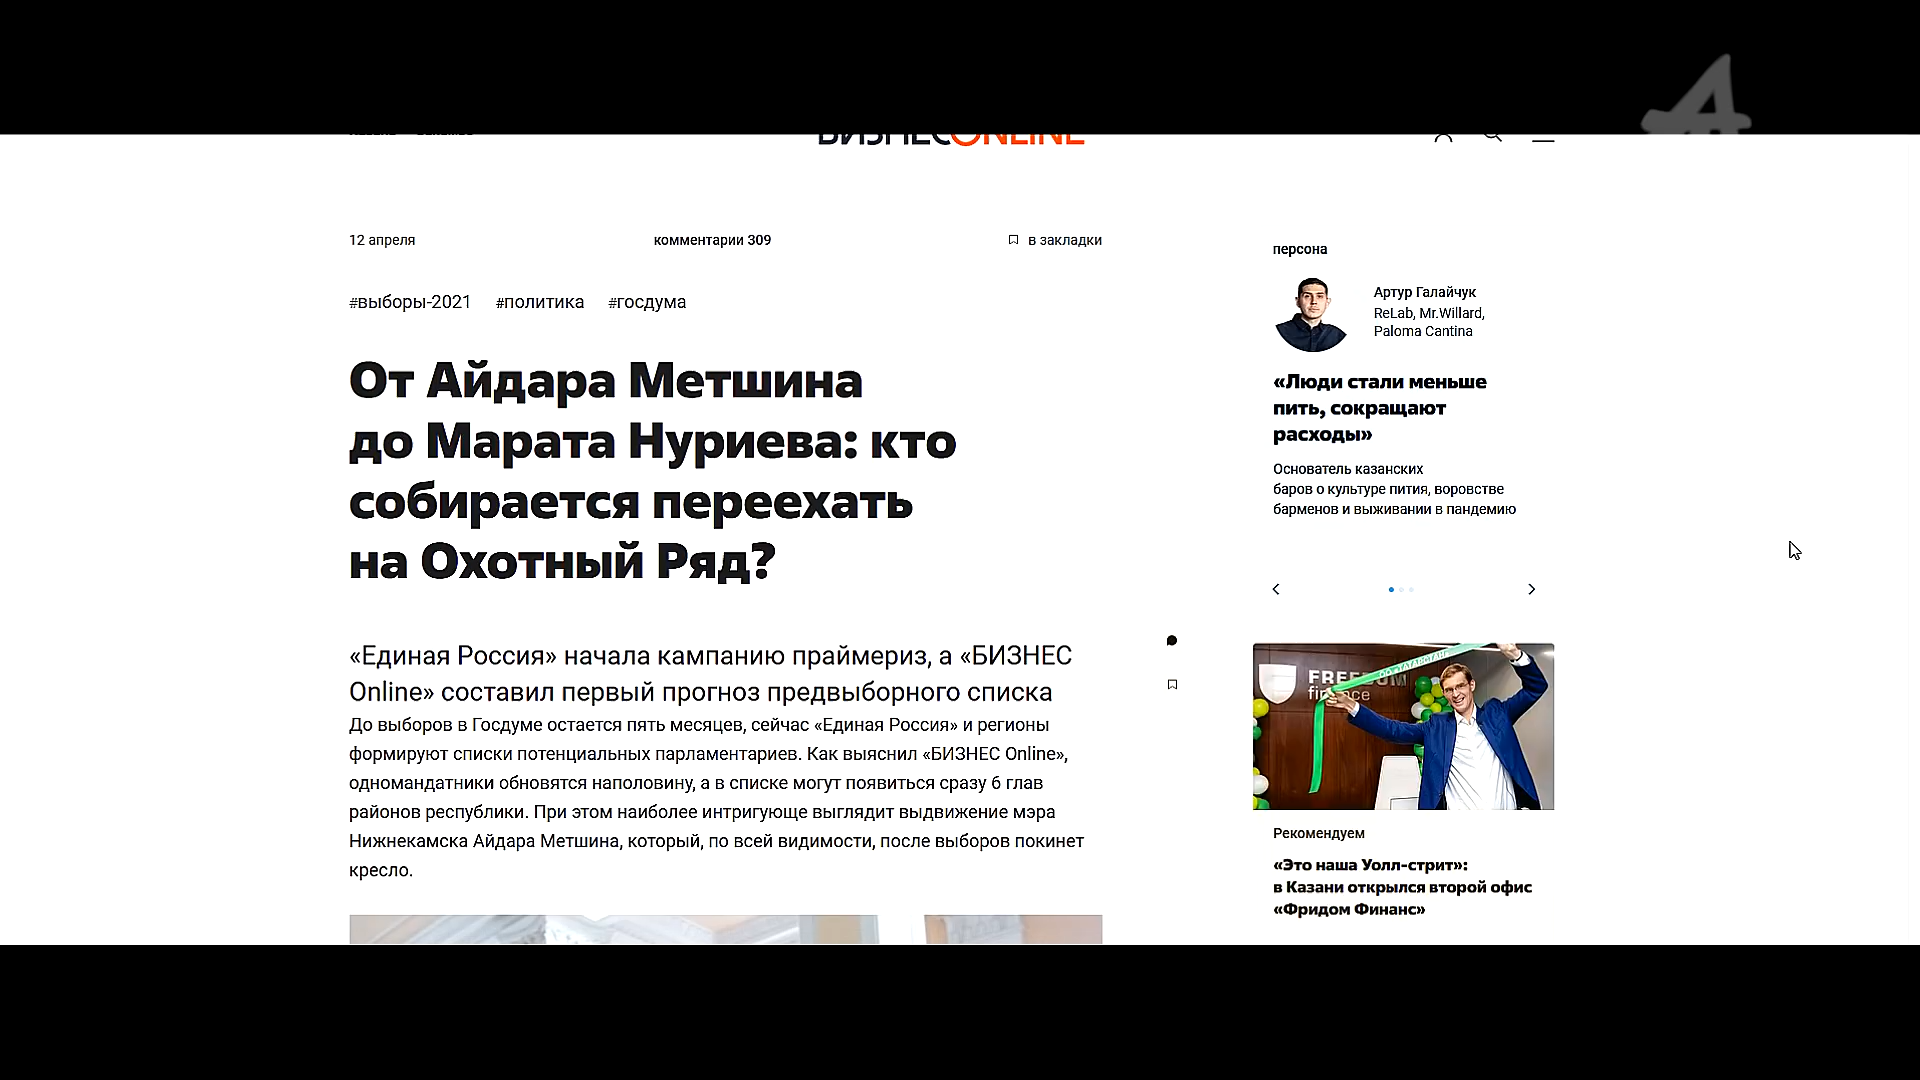 БИЗНЕС ONLINE
12 апреля
комментарии 309
в закладки
#выборы-2021 #политика #госдума
От Айдара Метшина
до Марата Нуриева: кто
собирается переехать
на Охотный Ряд?
«Единая Россия» начала кампанию праймериз, а «БИЗНЕС
Online» составил первый прогноз предвыборного списка
До выборов в Госдуме остается пять месяцев, сейчас «Единая Россия» и регионы
формируют списки потенциальных парламентариев. Как выяснил «БИЗНЕС Online»,
одномандатники обновятся наполовину, а в списке могут появиться сразу 6 глав
районов республики. При этом наиболее интригующе выглядит выдвижение мэра
Нижнекамска Айдара Метшина, который, по всей видимости, после выборов покинет
кресло.
персона
Артур Галайчук
ReLab, Mr.Willard,
Paloma Cantina
«Люди стали меньше
пить, сокращают
расходы»
Основатель казанских
баров о культуре пития, воровстве
барменов и выживании в пандемию
FREEDOM
finance
Рекомендуем
«Это наша Уолл-стрит»:
в Казани открылся второй офис
«Фридом Финанс»